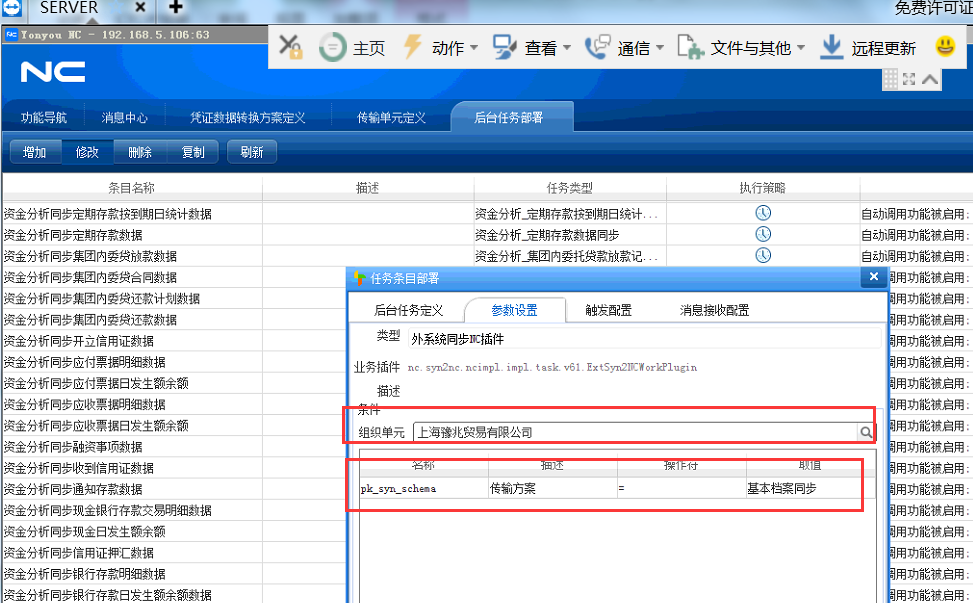 SERVER × +
免费许可证
Yonyou NC - 192.168.5.106:63
主页 动作 查看 通信 文件与其他 远程更新
NC
功能导航 消息中心 凭证数据转换方案定义 传输单元定义 后台任务部署
增加 修改 删除 复制 刷新
条目名称 描述 任务类型 执行策略
资金分析同步定期存款按到期日统计数据 资金分析_定期存款按到期日统计... 自动调用功能被启用;
资金分析同步定期存款数据 资金分析_定期存款数据同步 自动调用功能被启用;
资金分析同步集团内委贷放款数据 资金分析_集团内委托贷款放款记... 自动调用功能被启用;
资金分析同步集团内委贷合同数据 周用功能被启用;
资金分析同步集团内委贷还款计划数据 周用功能被启用;
资金分析同步集团内委贷还款数据 周用功能被启用;
资金分析同步开立信用证数据 周用功能被启用;
资金分析同步应付票据明细数据 周用功能被启用;
资金分析同步应付票据日发生额余额 周用功能被启用;
资金分析同步应收票据明细数据 周用功能被启用;
资金分析同步应收票据日发生额余额 周用功能被启用;
资金分析同步融资事项数据 周用功能被启用;
资金分析同步收到信用证数据 周用功能被启用;
资金分析同步通知存款数据 周用功能被启用;
资金分析同步现金银行存款交易明细数据 周用功能被启用;
资金分析同步现金日发生额余额 周用功能被启用;
资金分析同步信用证押汇数据 周用功能被启用;
资金分析同步银行存款明细数据 周用功能被启用;
资金分析同步银行存款日发生额余额数据 周用功能被启用;
任务条目部署 ×
后台任务定义 参数设置 触发配置 消息接收配置
类型 外系统同步NC插件
业务插件 nc.syn2nc.ncimpl.impl.task.v61.ExtSyn2NCWorkPlugin
描述
条件
组织单元 上海豫兆贸易有限公司
名称 描述 操作符 取值
pk_syn_schema 传输方案 = 基本档案同步